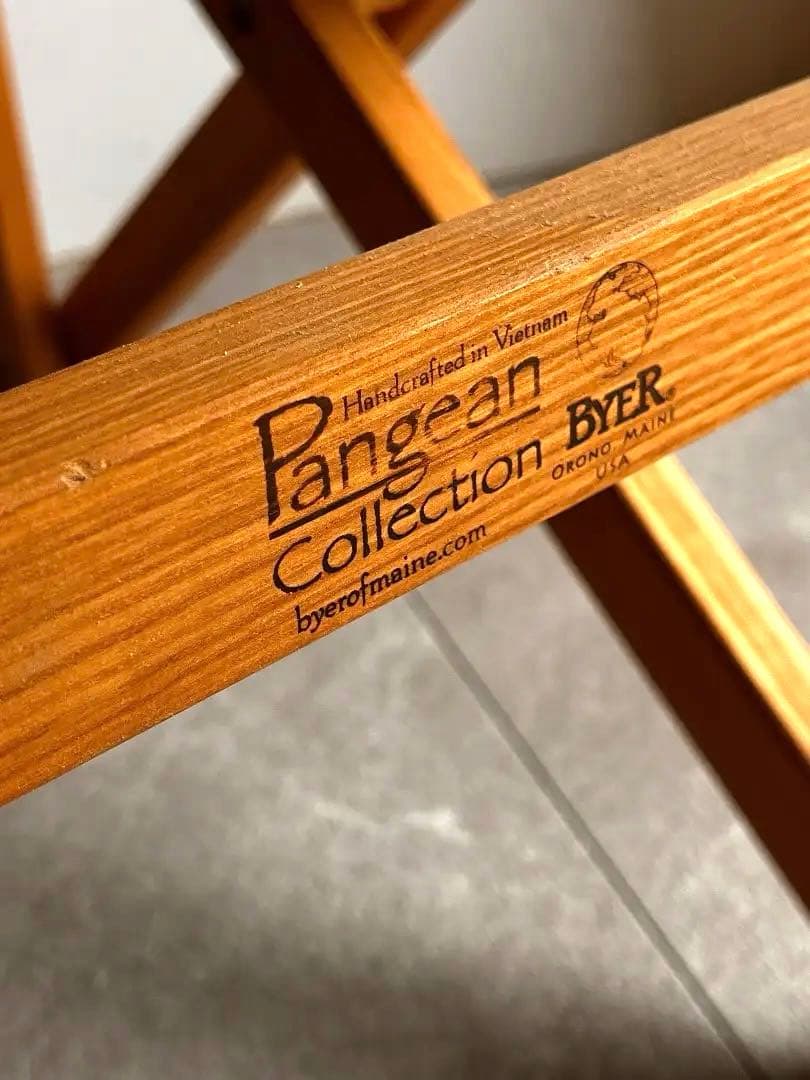 Handcrafted in Vietnam
Pangean
Collection
byerofmaine.com
BYER®
ORONO MAINE
USA